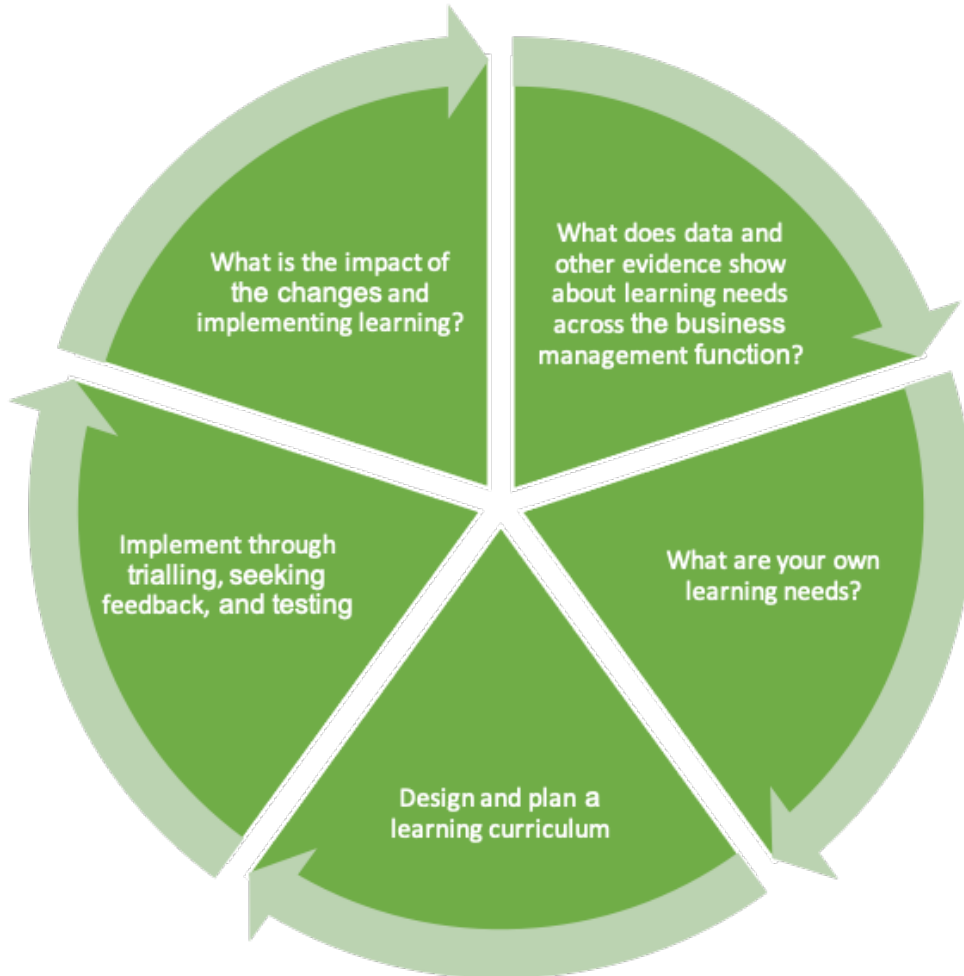 What does data and
other evidence show
about learning needs
across the business
management function?
What are your own
learning needs?
Design and plan a
learning curriculum
Implement through
trialling, seeking
feedback, and testing
What is the impact of
the changes and
implementing learning?